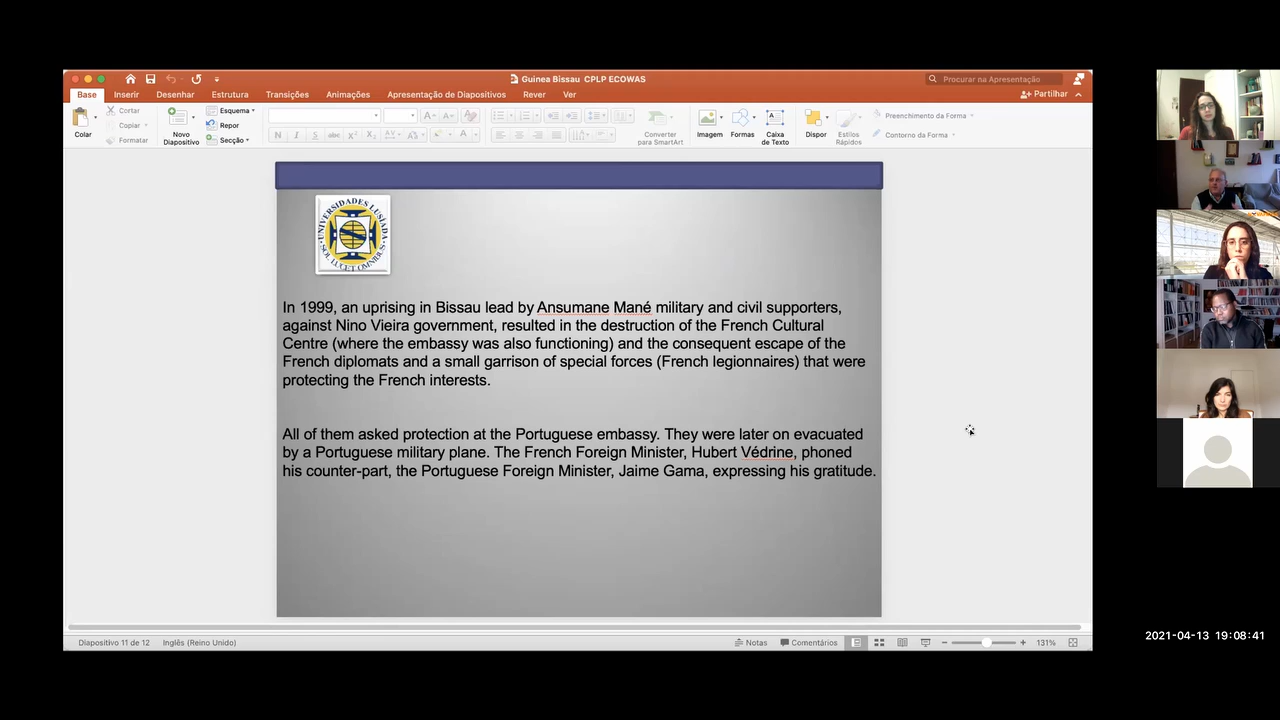 Guinea Bissau CPLP ECOWAS
Procurar na Apresentação
Base Inserir Desenhar Estrutura Transições Animações Apresentação de Diapositivos Rever Ver
Partilhar
Colar
Cortar
Copiar
Formatar
Novo
Diapositivo
Esquema
Repor
Secção
Converter
para SmartArt
Imagem
Formas
Caixa
de Texto
Dispor
Estilos
Rápidos
Preenchimento da Forma
Contorno da Forma
UNIVERSIDADES LUSÍADA
SOL LUCET OMNIBUS
In 1999, an uprising in Bissau lead by Ansumane Mané military and civil supporters,
against Nino Vieira government, resulted in the destruction of the French Cultural
Centre (where the embassy was also functioning) and the consequent escape of the
French diplomats and a small garrison of special forces (French legionnaires) that were
protecting the French interests.
All of them asked protection at the Portuguese embassy. They were later on evacuated
by a Portuguese military plane. The French Foreign Minister, Hubert Védrine, phoned
his counter-part, the Portuguese Foreign Minister, Jaime Gama, expressing his gratitude.
Diapositivo 11 de 12 Inglês (Reino Unido)
Notas Comentários 131%
2021-04-13 19:08:41